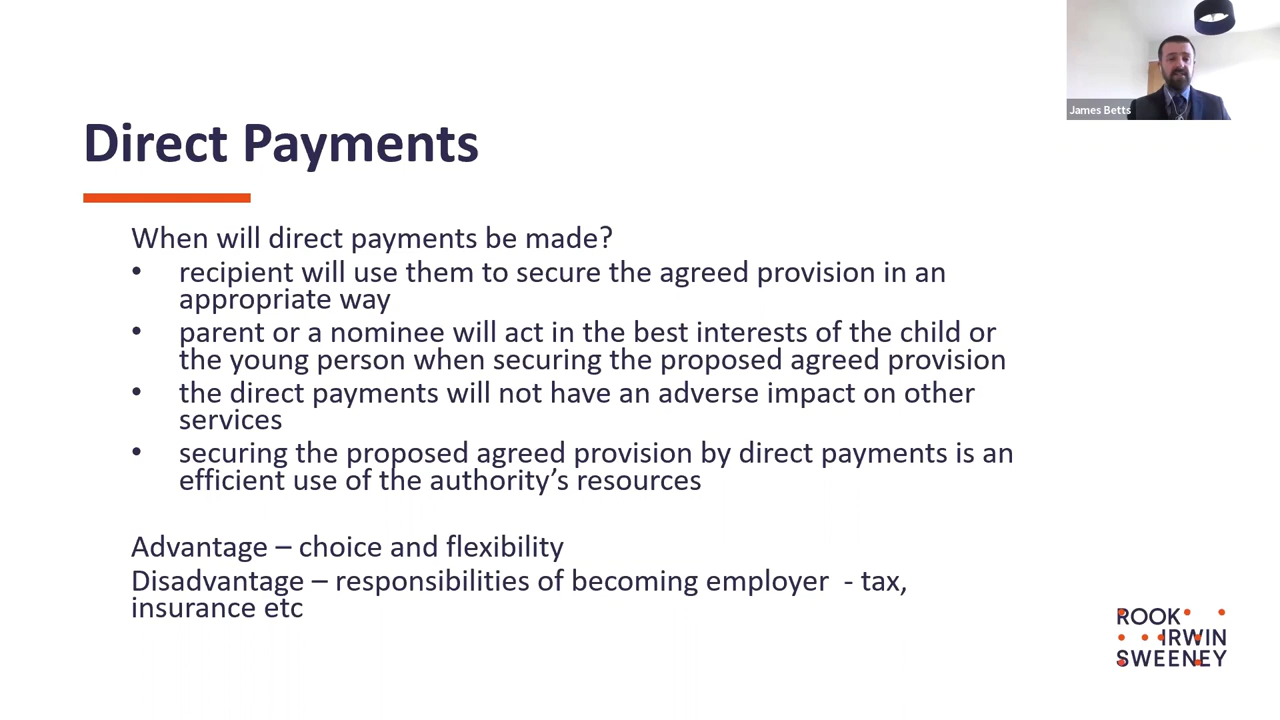 James Betts
Direct Payments
When will direct payments be made?
• recipient will use them to secure the agreed provision in an
appropriate way
• parent or a nominee will act in the best interests of the child or
the young person when securing the proposed agreed provision
• the direct payments will not have an adverse impact on other
services
• securing the proposed agreed provision by direct payments is an
efficient use of the authority’s resources
Advantage – choice and flexibility
Disadvantage – responsibilities of becoming employer  - tax,
insurance etc
ROOK
IRWIN
SWEENEY